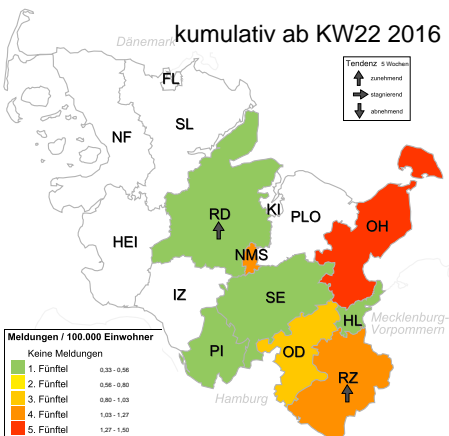 kumulativ ab KW22 2016
Dänemark
Tendenz 5 Wochen
zunehmend
stagnierend
abnehmend
FL
SL
NF
RD
KI
PLO
OH
HEI
NMS
IZ
SE
HL
Mecklenburg-
Vorpommern
PI
OD
RZ
Hamburg
Meldungen / 100.000 Einwohner
Keine Meldungen
1. Fünftel 0,33 - 0,56
2. Fünftel 0,56 - 0,80
3. Fünftel 0,80 - 1,03
4. Fünftel 1,03 - 1,27
5. Fünftel 1,27 - 1,50